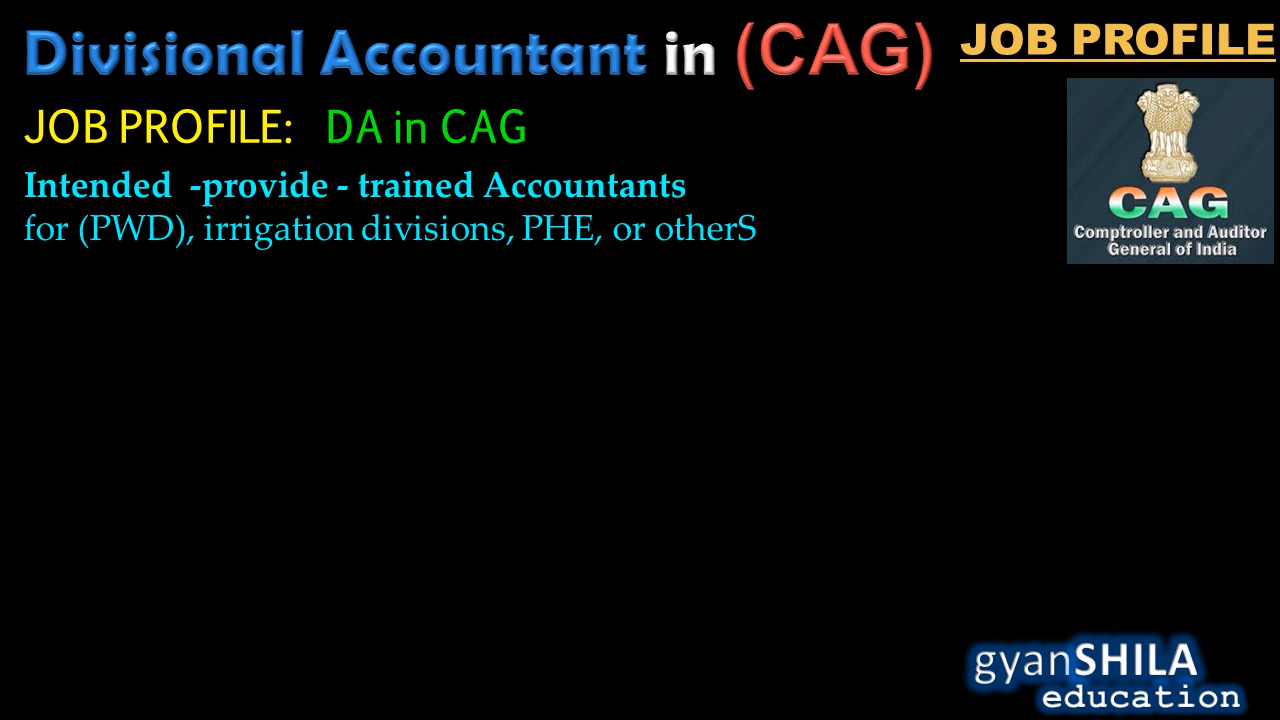 Divisional Accountant in (CAG)
JOB PROFILE
JOB PROFILE: DA in CAG
Intended -provide - trained Accountants
for (PWD), irrigation divisions, PHE, or otherS
CAG
Comptroller and Auditor
General of India
gyanSHILA
education